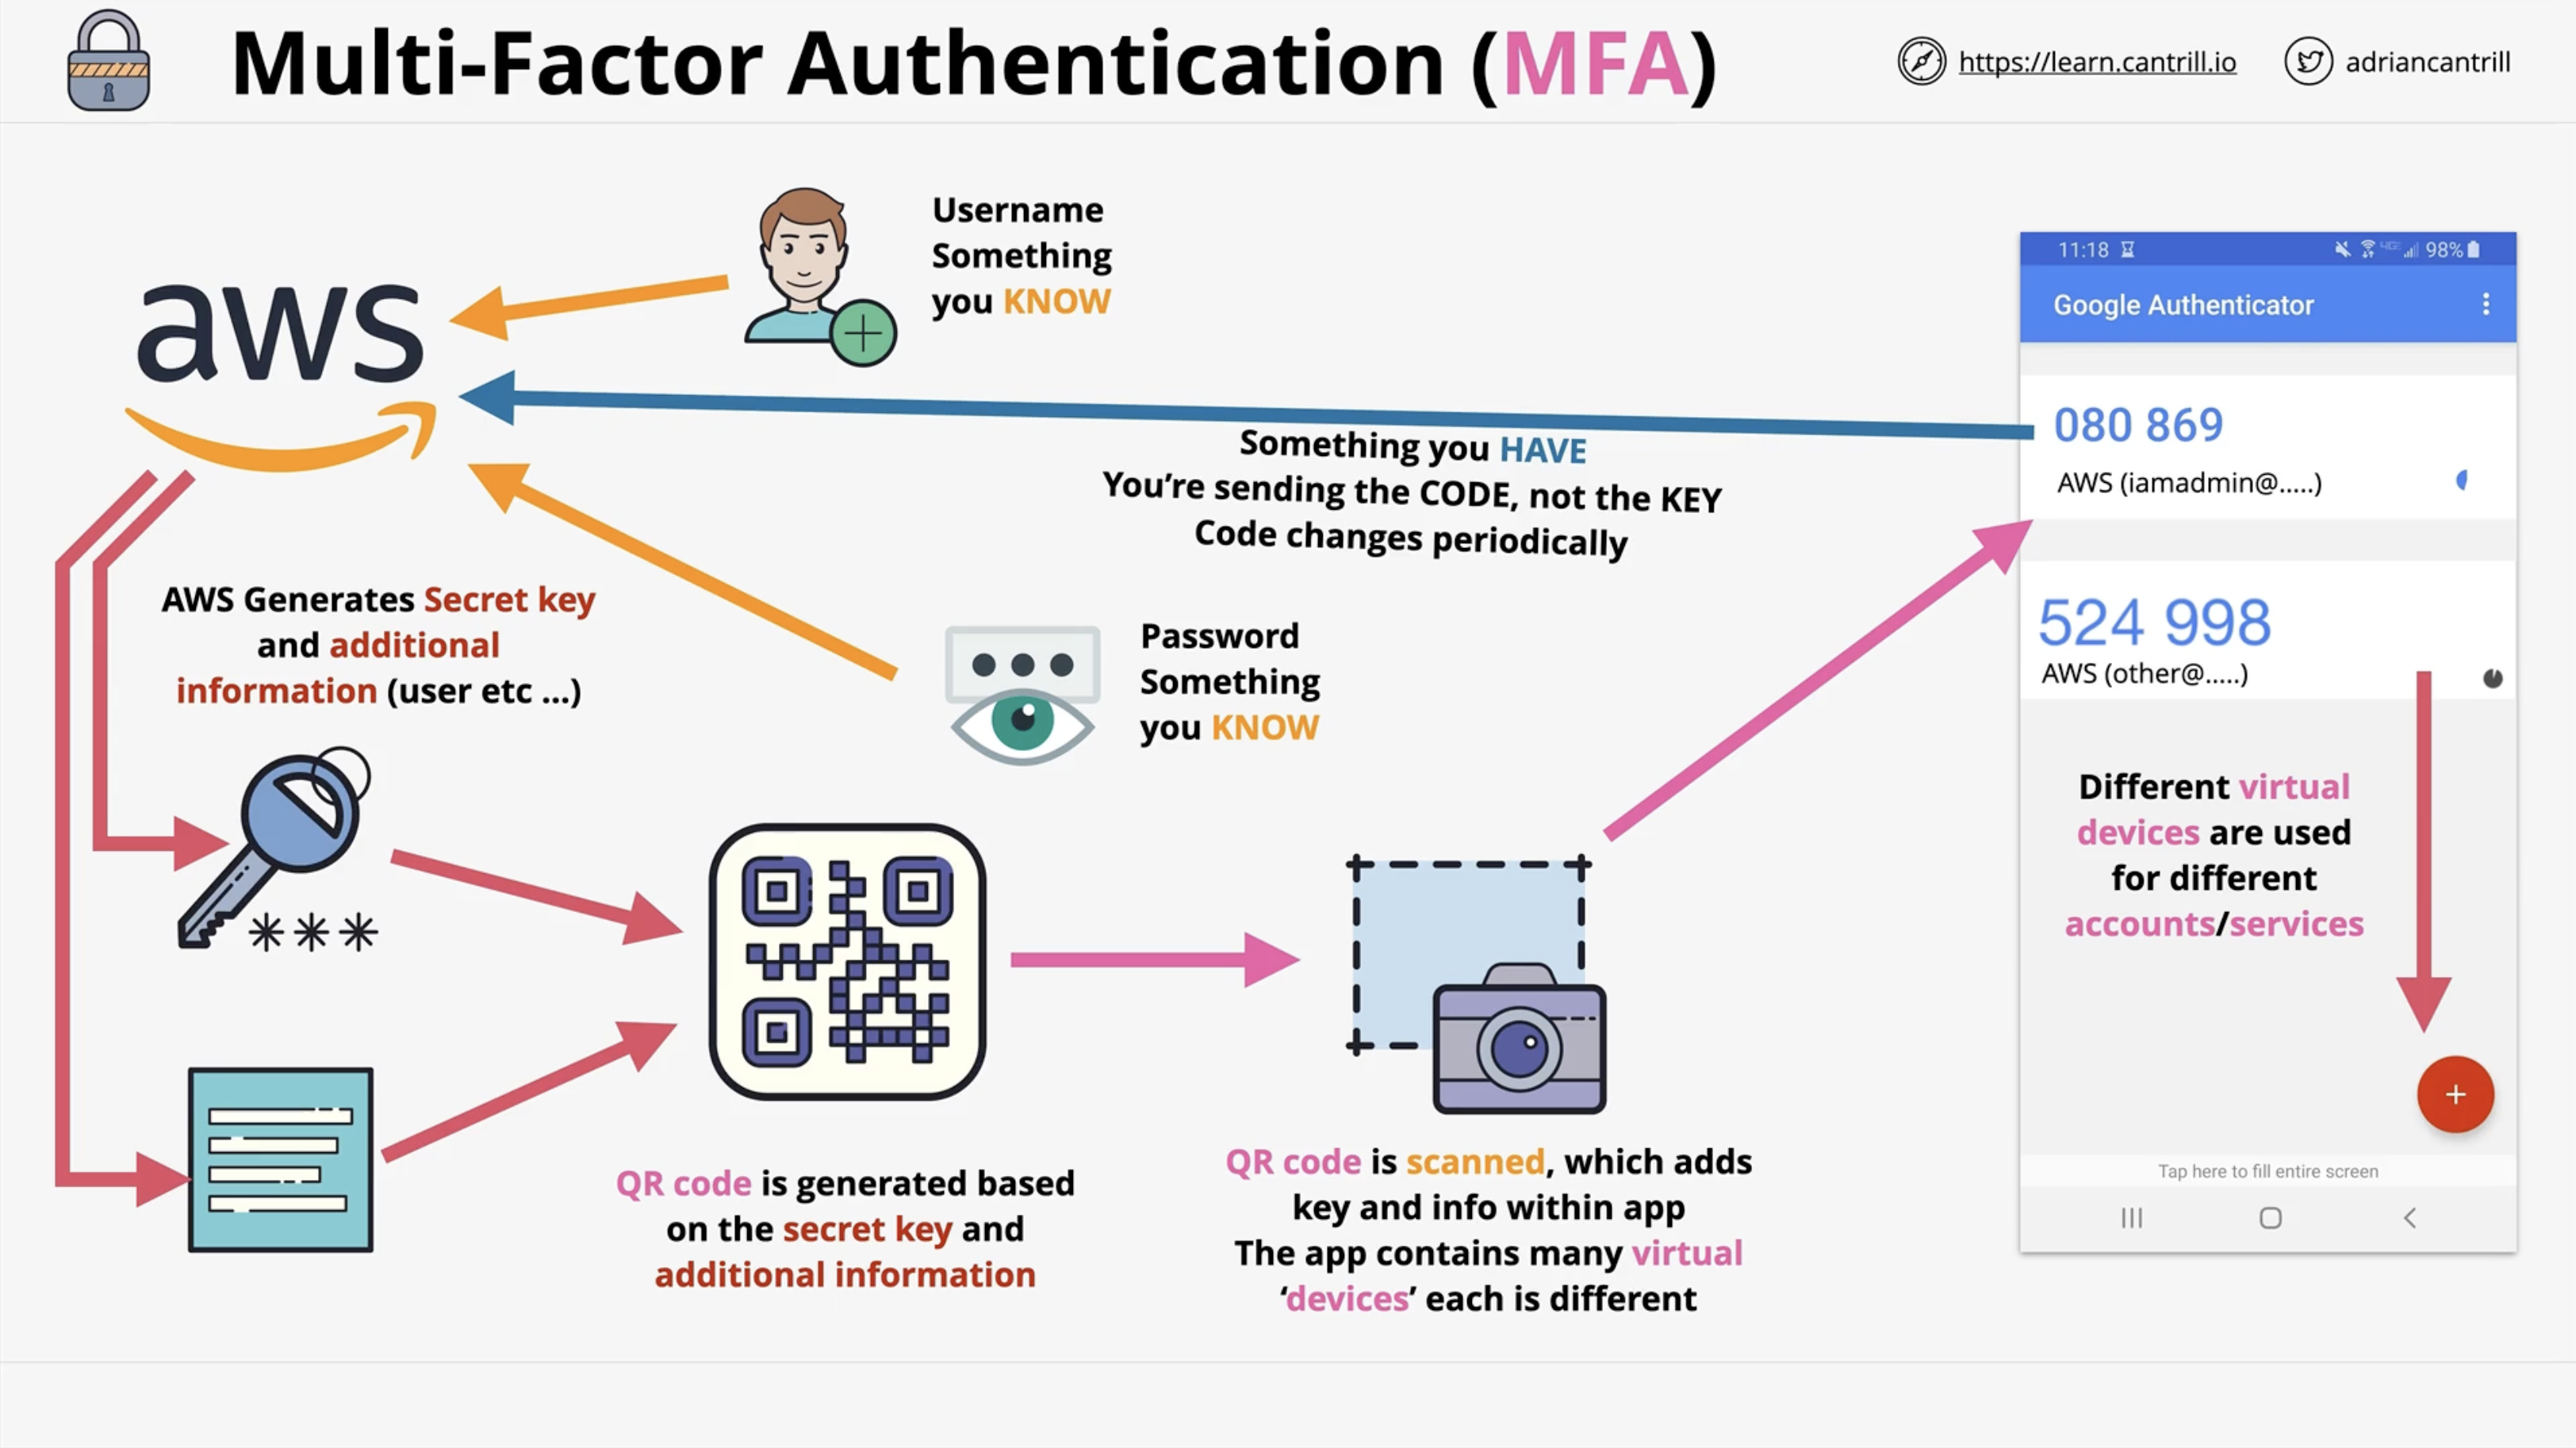 Multi-Factor Authentication (MFA)
https://learn.cantrill.io
adriancantrill
aws
Username
Something
you KNOW
Something you HAVE
You’re sending the CODE, not the KEY
Code changes periodically
AWS Generates Secret key
and additional
information (user etc ...)
Password
Something
you KNOW
***
QR code is generated based
on the secret key and
additional information
QR code is scanned, which adds
key and info within app
The app contains many virtual
‘devices’ each is different
11:18
98%
Google Authenticator
080 869
AWS (iamadmin@.....)
524 998
AWS (other@.....)
Different virtual
devices are used
for different
accounts/services
+
Tap here to fill entire screen